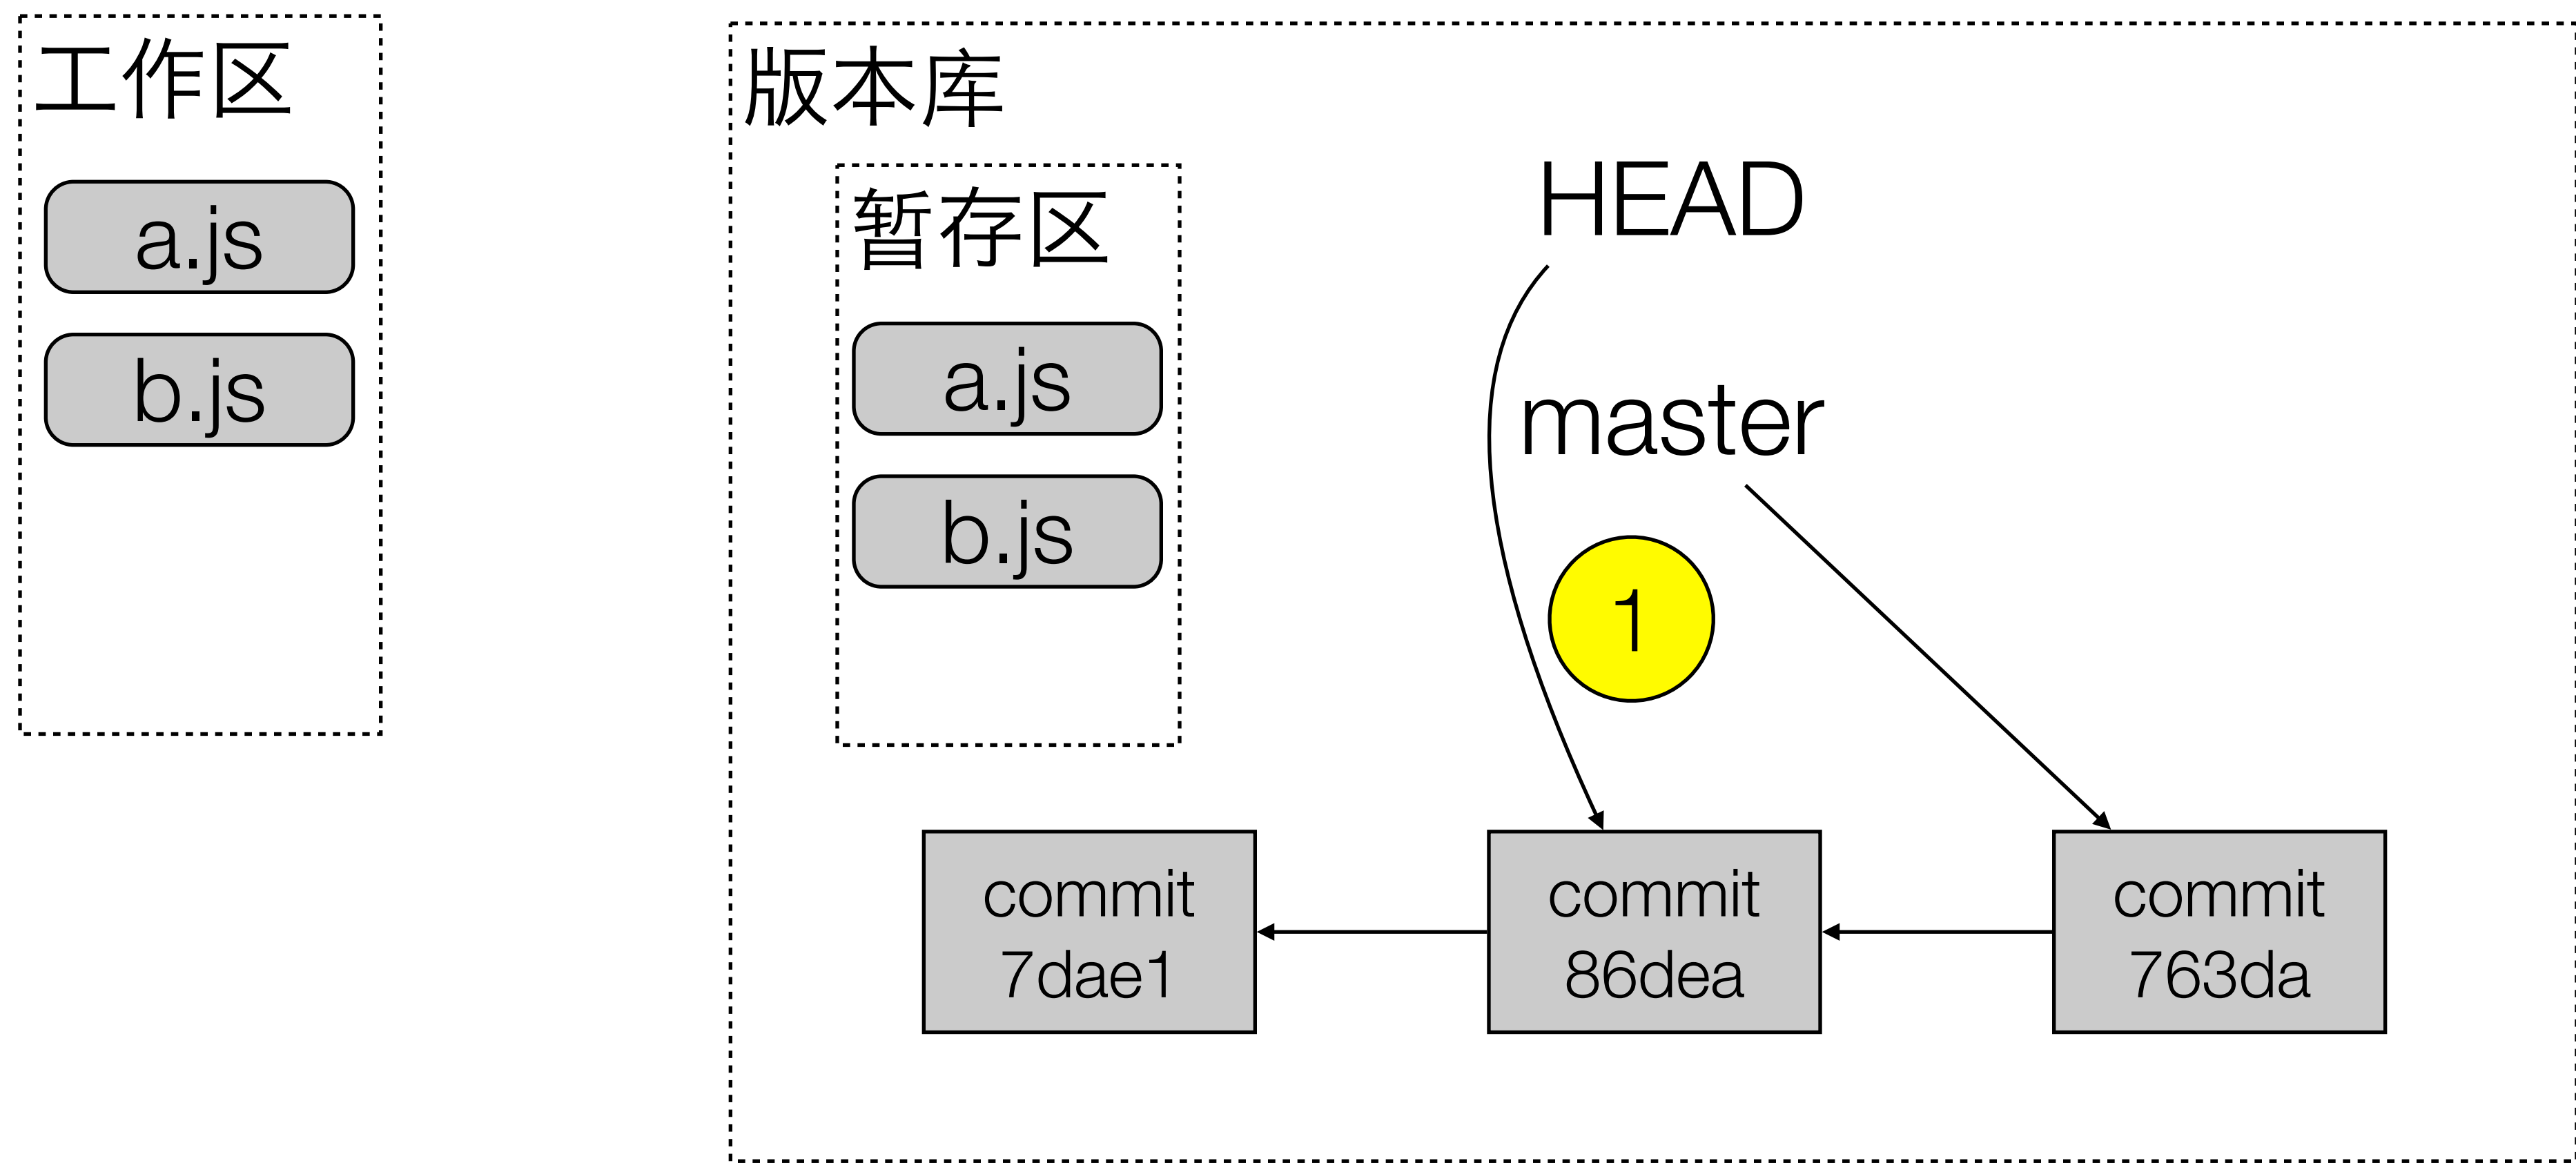 工作区
a.js
b.js
版本库
暂存区
a.js
b.js
HEAD
master
1
commit
7dae1
commit
86dea
commit
763da